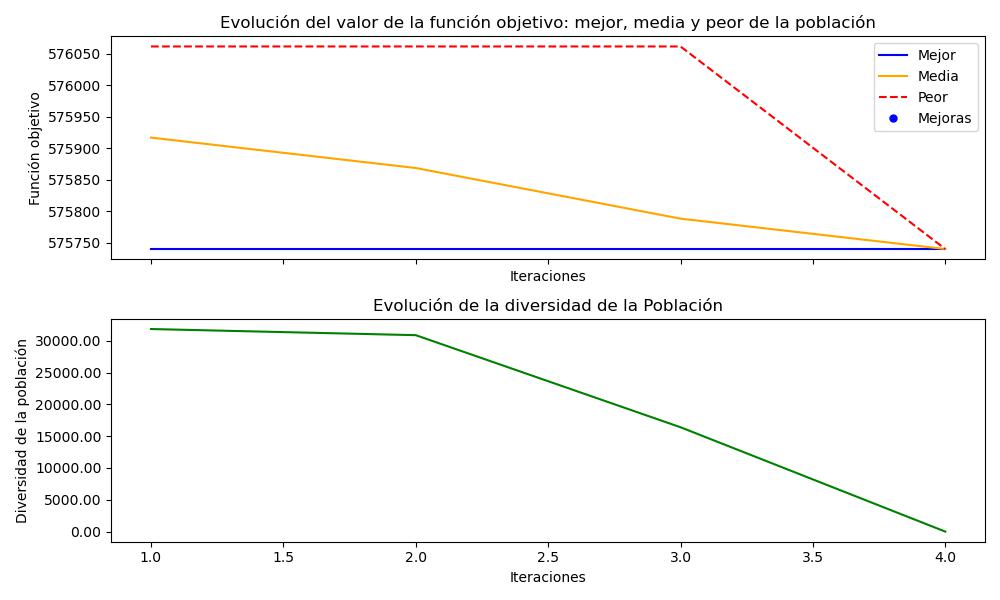 Evolución del valor de la función objetivo: mejor, media y peor de la población
Función objetivo
576050
576000
575950
575900
575850
575800
575750
Mejor
Media
Peor
Mejoras
Iteraciones
Evolución de la diversidad de la Población
Diversidad de la población
30000.00
25000.00
20000.00
15000.00
10000.00
5000.00
0.00
1.0 1.5 2.0 2.5 3.0 3.5 4.0
Iteraciones